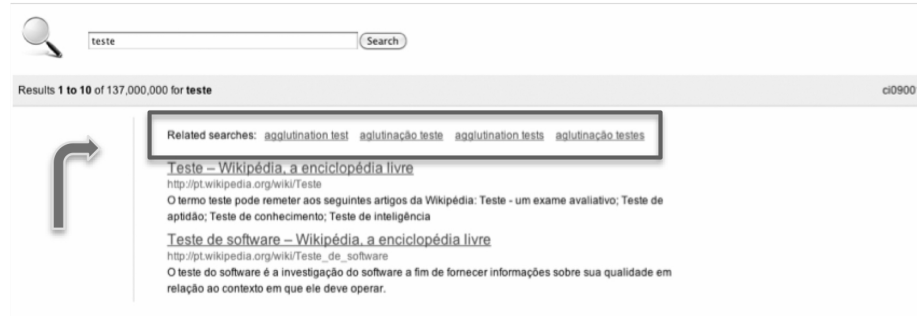 teste
Search
Results 1 to 10 of 137,000,000 for teste
ci0900
Related searches: agglutination test aglutinação teste agglutination tests aglutinação testes
Teste – Wikipédia, a enciclopédia livre
http://pt.wikipedia.org/wiki/Teste
O termo teste pode remeter aos seguintes artigos da Wikipédia: Teste - um exame avaliativo; Teste de
aptidão; Teste de conhecimento; Teste de inteligência
Teste de software – Wikipédia, a enciclopédia livre
http://pt.wikipedia.org/wiki/Teste_de_software
O teste do software é a investigação do software a fim de fornecer informações sobre sua qualidade em
relação ao contexto em que ele deve operar.